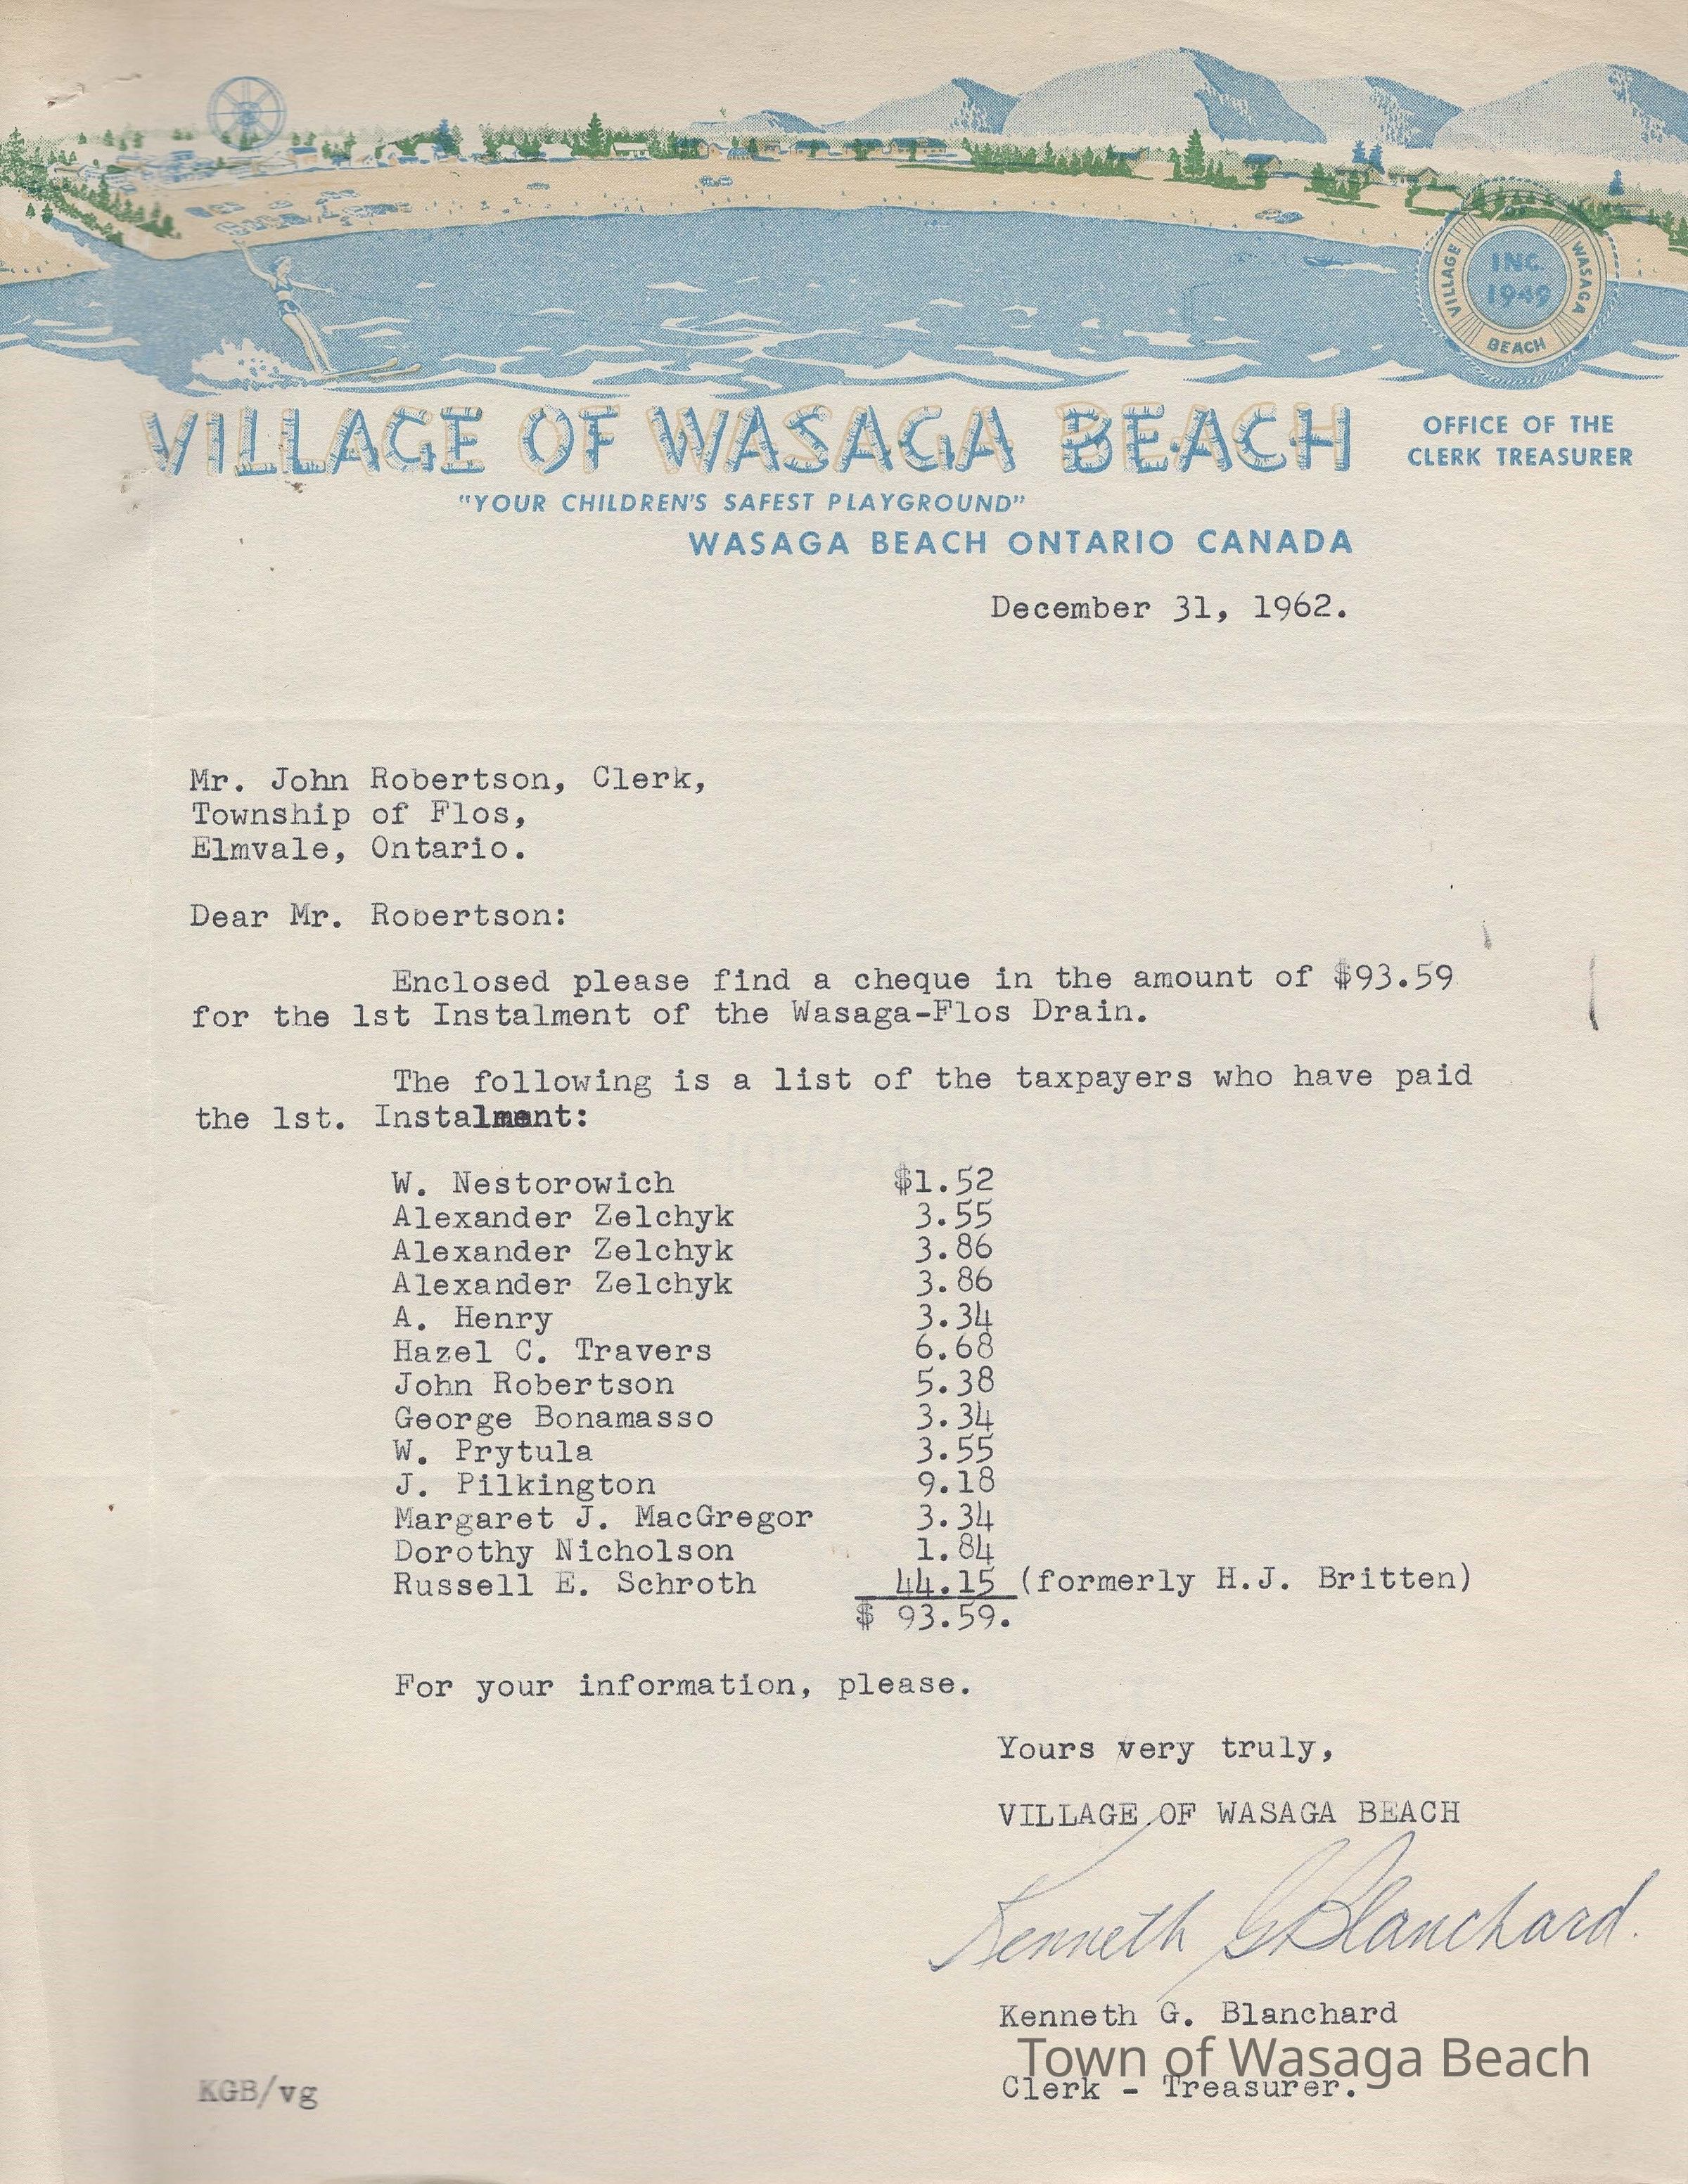 VILLAGE OF WASAGA BEACH
INC.
1949
VILLAGE OF WASAGA BEACH
OFFICE OF THE
CLERK TREASURER
"YOUR CHILDREN'S SAFEST PLAYGROUND"
WASAGA BEACH ONTARIO CANADA
December 31, 1962.
Mr. John Robertson, Clerk,
Township of Flos,
Elmvale, Ontario.
Dear Mr. Robertson:
Enclosed please find a cheque in the amount of $93.59
for the 1st Instalment of the Wasaga-Flos Drain.
The following is a list of the taxpayers who have paid
the 1st. Instalment:
W. Nestorowich $1.52
Alexander Zelchyk 3.55
Alexander Zelchyk 3.86
Alexander Zelchyk 3.86
A. Henry 3.34
Hazel C. Travers 6.68
John Robertson 5.38
George Bonamasso 3.34
W. Prytula 3.55
J. Pilkington 9.18
Margaret J. MacGregor 3.34
Dorothy Nicholson 1.84
Russell E. Schroth 44.15 (formerly H.J. Britten)
$ 93.59.
For your information, please.
Yours very truly,
VILLAGE OF WASAGA BEACH
Kenneth G Blanchard.
Kenneth G. Blanchard
Town of Wasaga Beach
Clerk - Treasurer.
KGB/vg